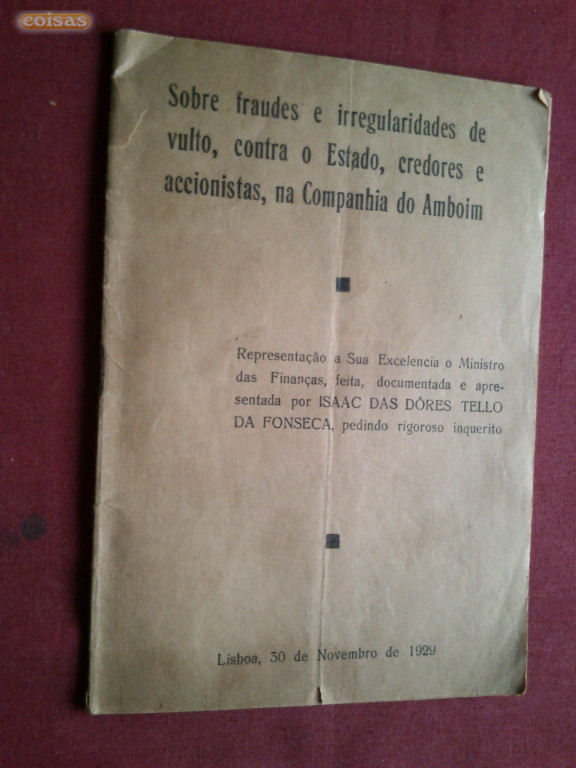 coisas
Sobre fraudes e irregularidades de
vulto, contra o Estado, credores e
accionistas, na Companhia do Amboim
Representação a Sua Excelencia o Ministro
das Finanças, feita, documentada e apre-
sentada por ISAAC DAS DÔRES TELLO
DA FONSECA, pedindo rigoroso inquerito
Lisboa, 30 de Novembro de 1929